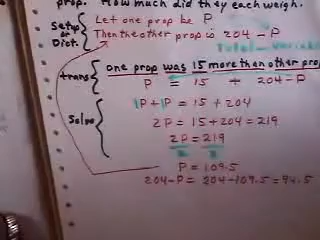 prop. How much did they each weigh.
Setup or Dict. { Let one prop be P
Then the other prop is 204 - P
Total - Variable
trans { one prop was 15 more than other prop
P = 15 + 204-P
Solve { 1P+1P = 15 + 204
2P = 15+204 = 219
2P = 219
2 2
P = 109.5
204-P = 204-109.5 = 94.5